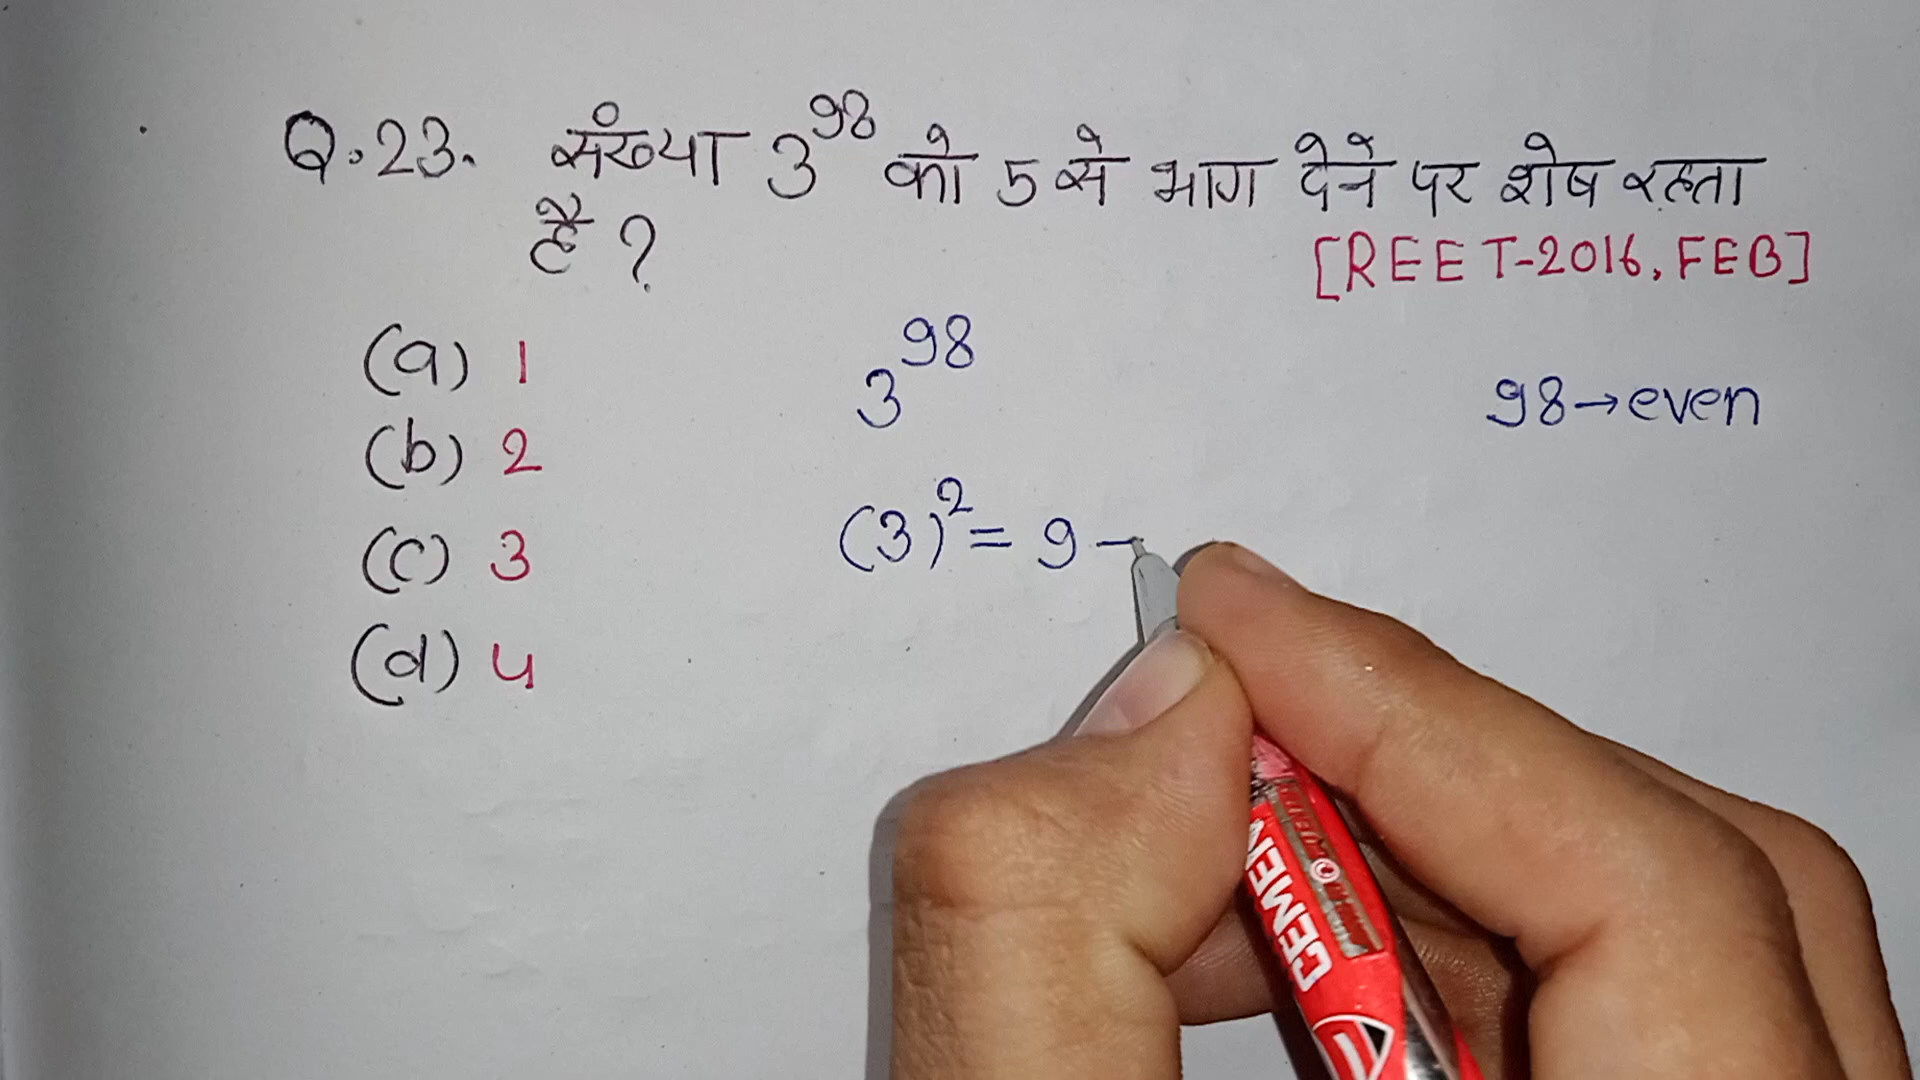 Q.23. संख्या 3^98 को 5 से भाग देने पर शेष रहता
है ?
[REET-2016, FEB]
(a) 1
(b) 2
(c) 3
(d) 4
3^98
98→even
(3)^2 = 9 -